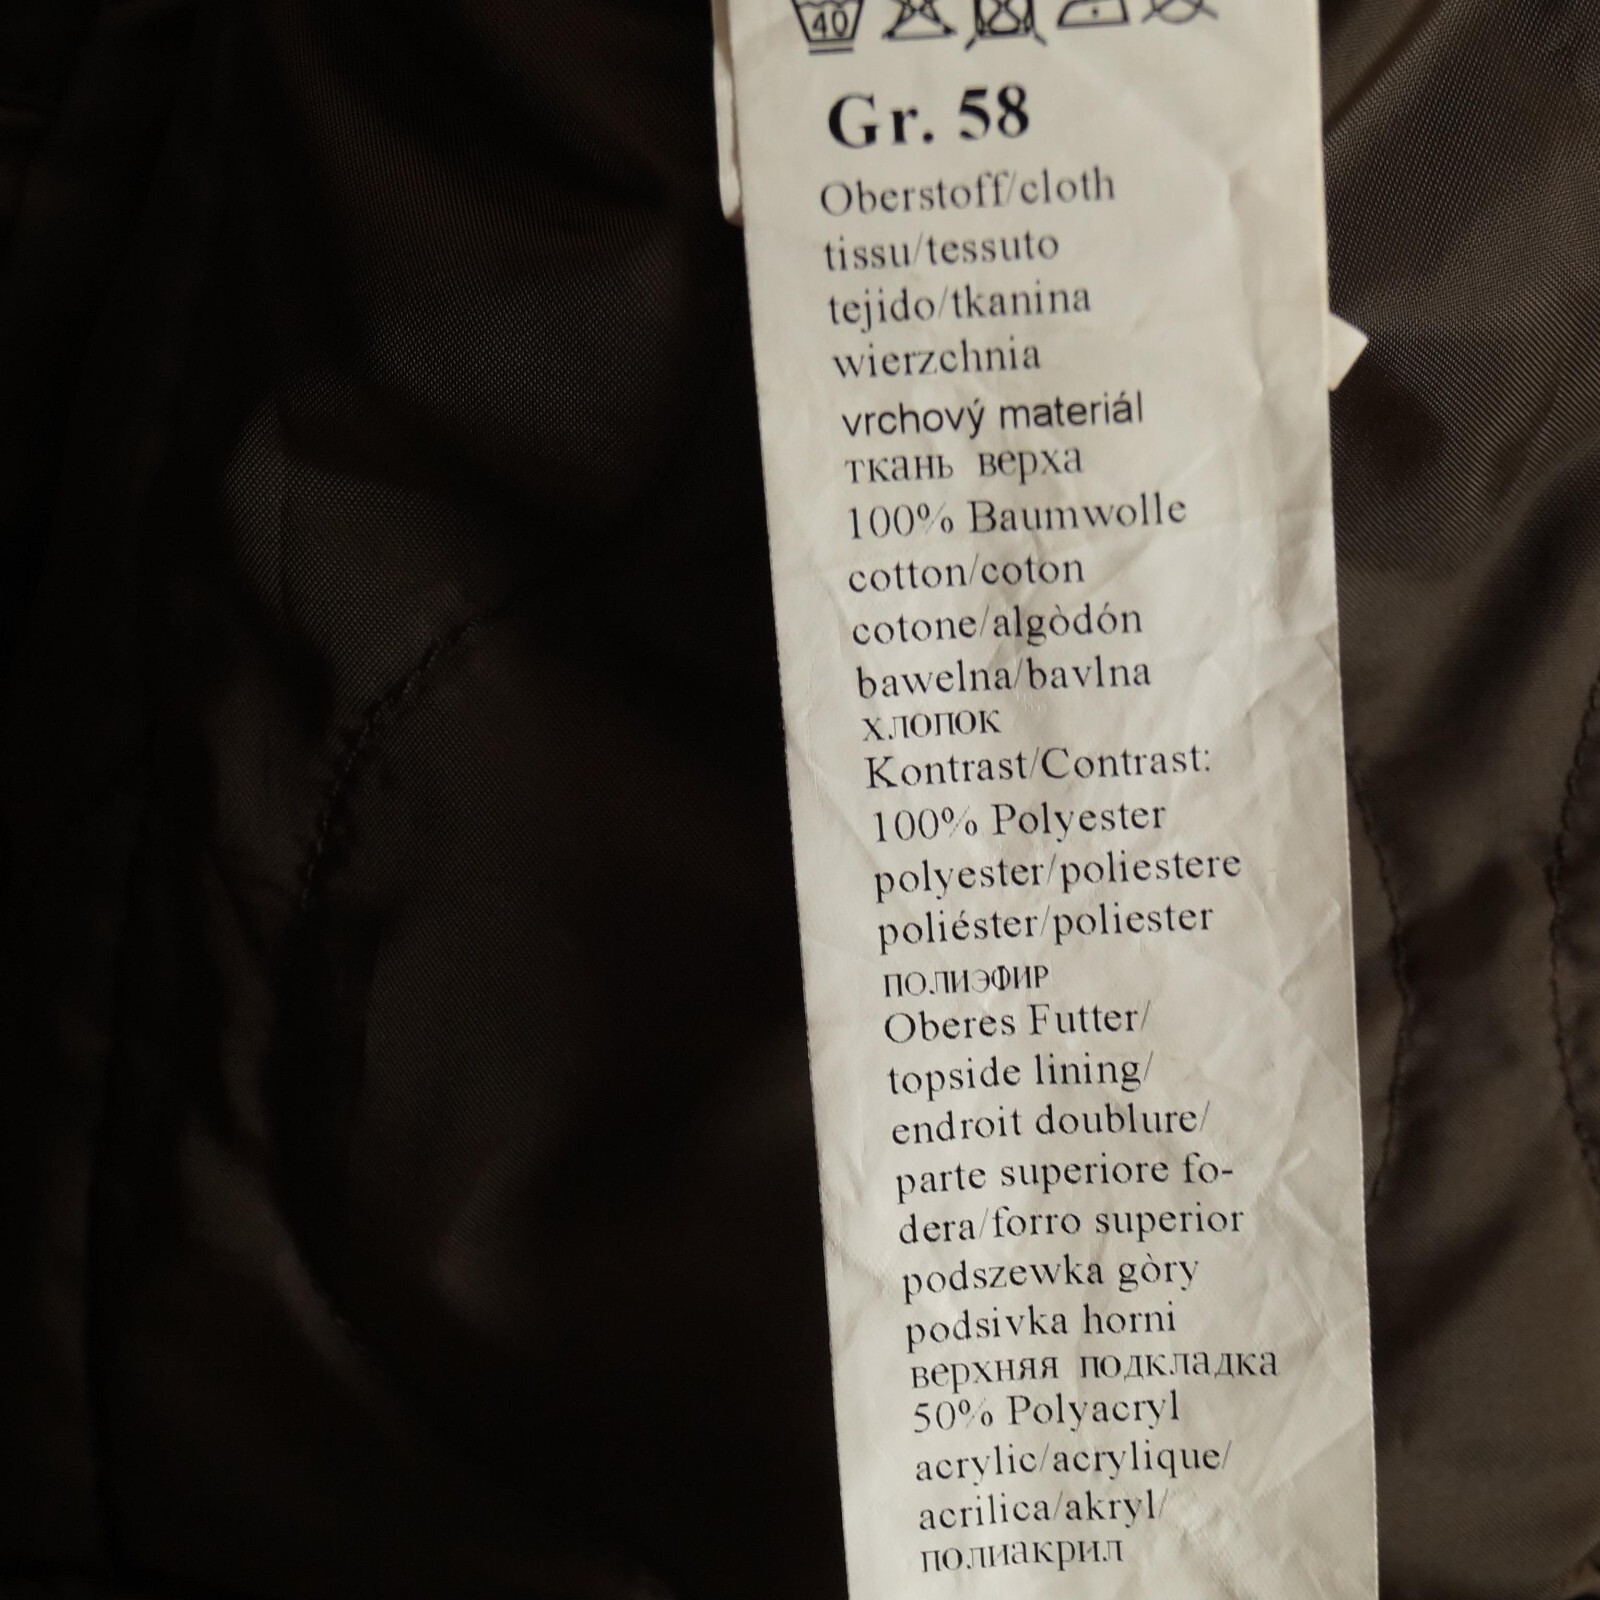 40
Gr. 58
Oberstoff/cloth
tissu/tessuto
tejido/tkanina
wierzchnia
vrchový materiál
ткань верха
100% Baumwolle
cotton/coton
cotone/algòdón
bawelna/bavlna
хлопок
Kontrast/Contrast:
100% Polyester
polyester/poliestere
poliéster/poliester
полиэфир
Oberes Futter/
topside lining/
endroit doublure/
parte superiore fo-
dera/forro superior
podszewka gòry
podsivka horni
верхняя подкладка
50% Polyacryl
acrylic/acrylique/
acrilica/akryl/
полиакрил